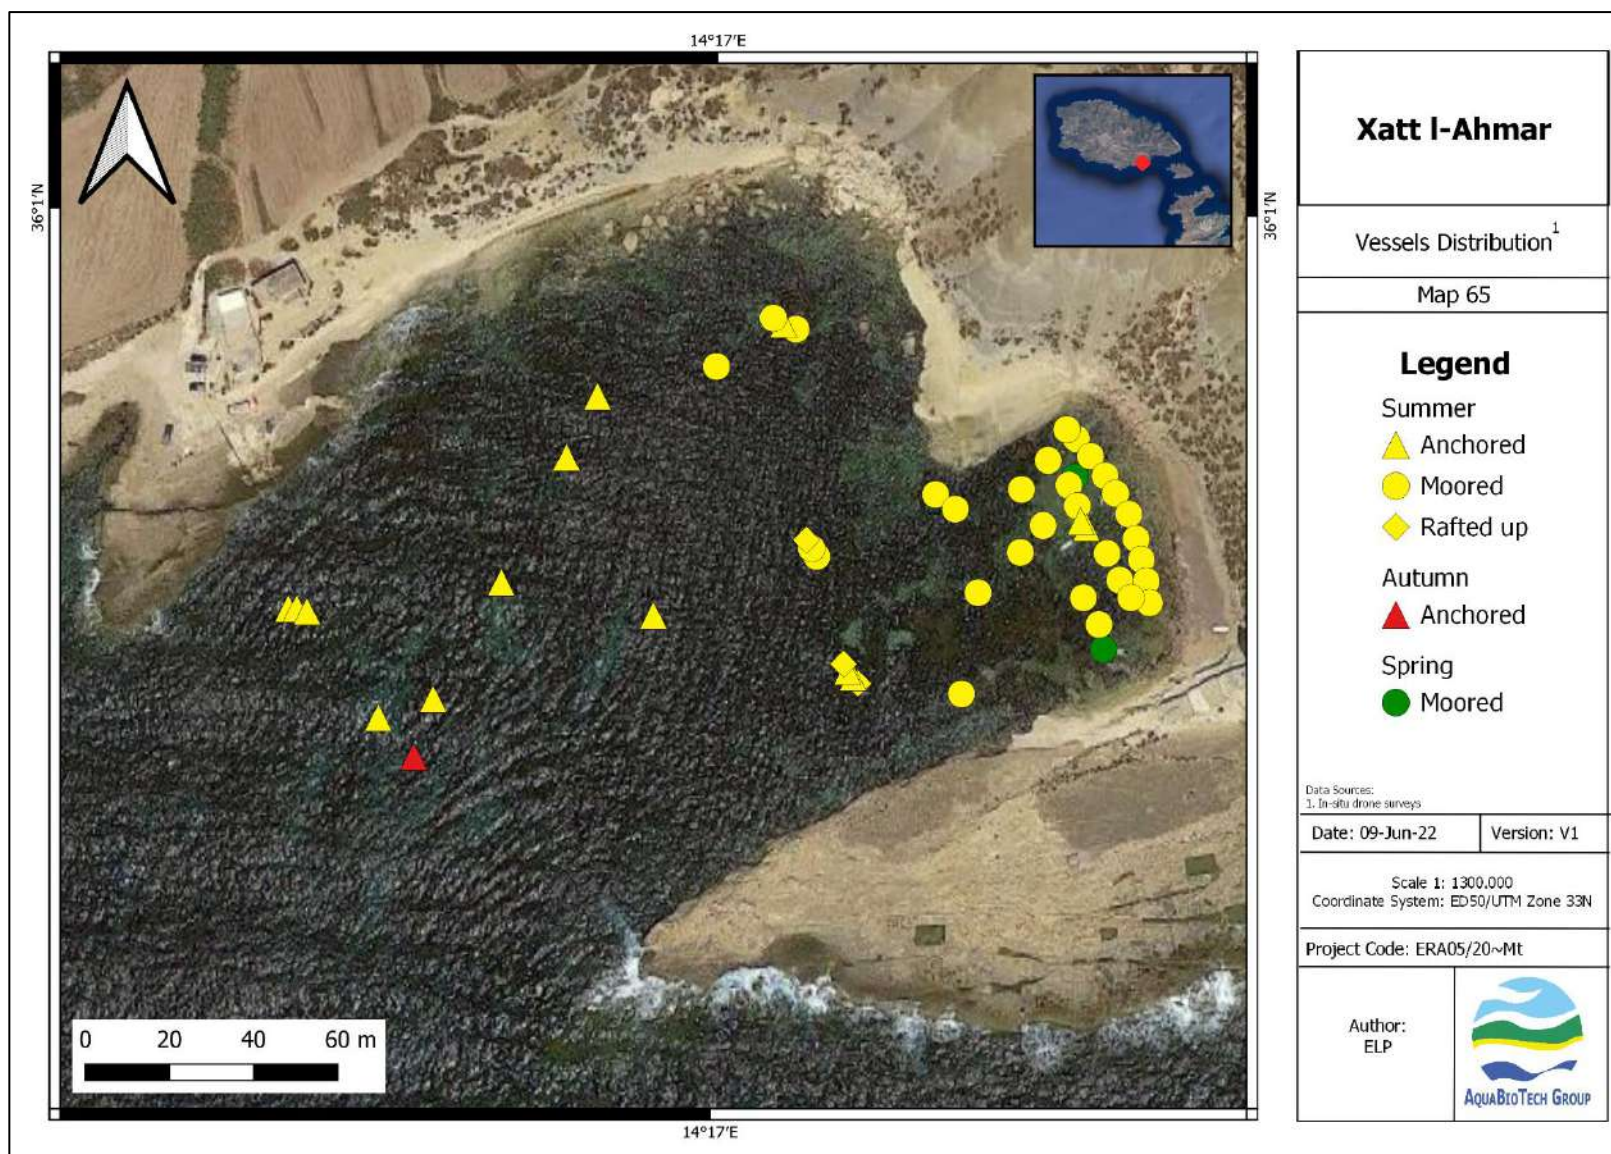 14°17'E
36°1'N
36°1'N
0 20 40 60 m
14°17'E
Xatt l-Ahmar
Vessels Distribution1
Map 65
Legend
Summer
Anchored
Moored
Rafted up
Autumn
Anchored
Spring
Moored
Data Sources:
1. In-situ drone surveys
Date: 09-Jun-22
Version: V1
Scale 1: 1300.000
Coordinate System: ED50/UTM Zone 33N
Project Code: ERA05/20~Mt
Author:
ELP
AQUABIOTECH GROUP